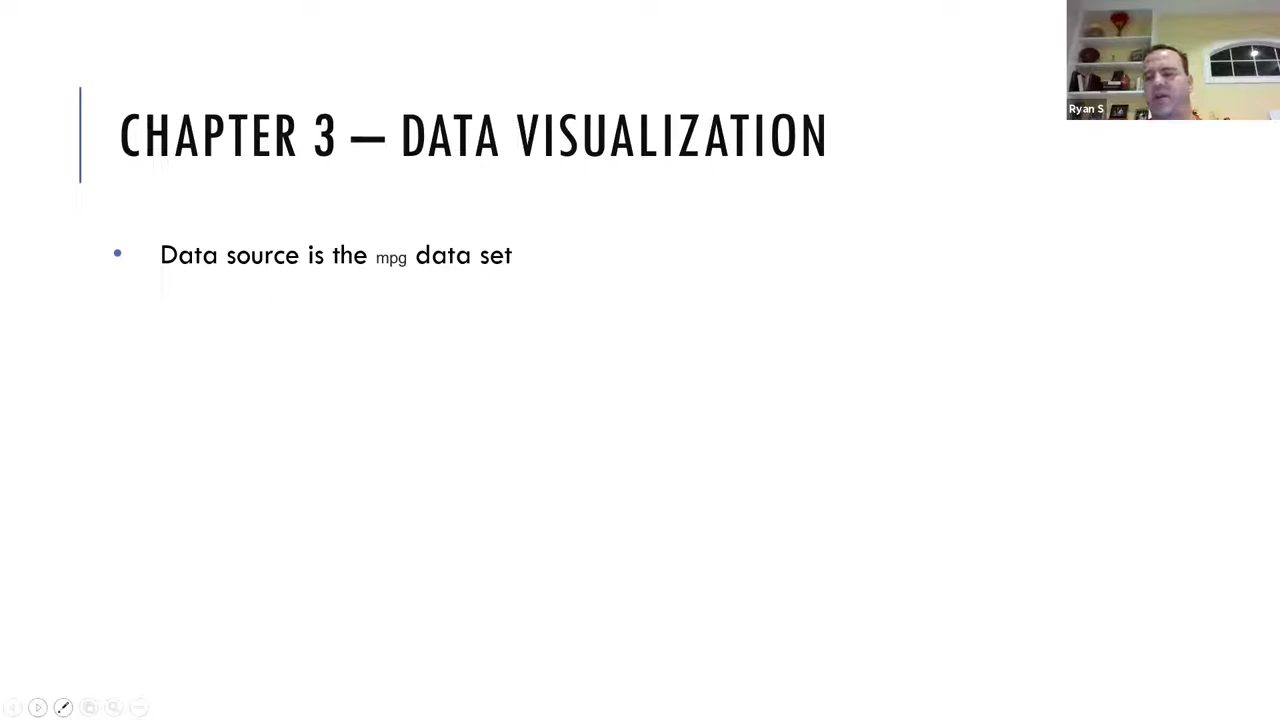 CHAPTER 3 – DATA VISUALIZATION
• Data source is the mpg data set
Ryan S